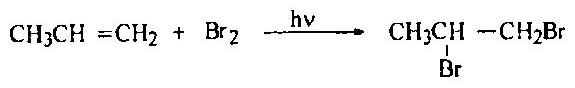 hν
CH₃CH =CH₂ + Br₂ → CH₃CH —CH₂Br
Br